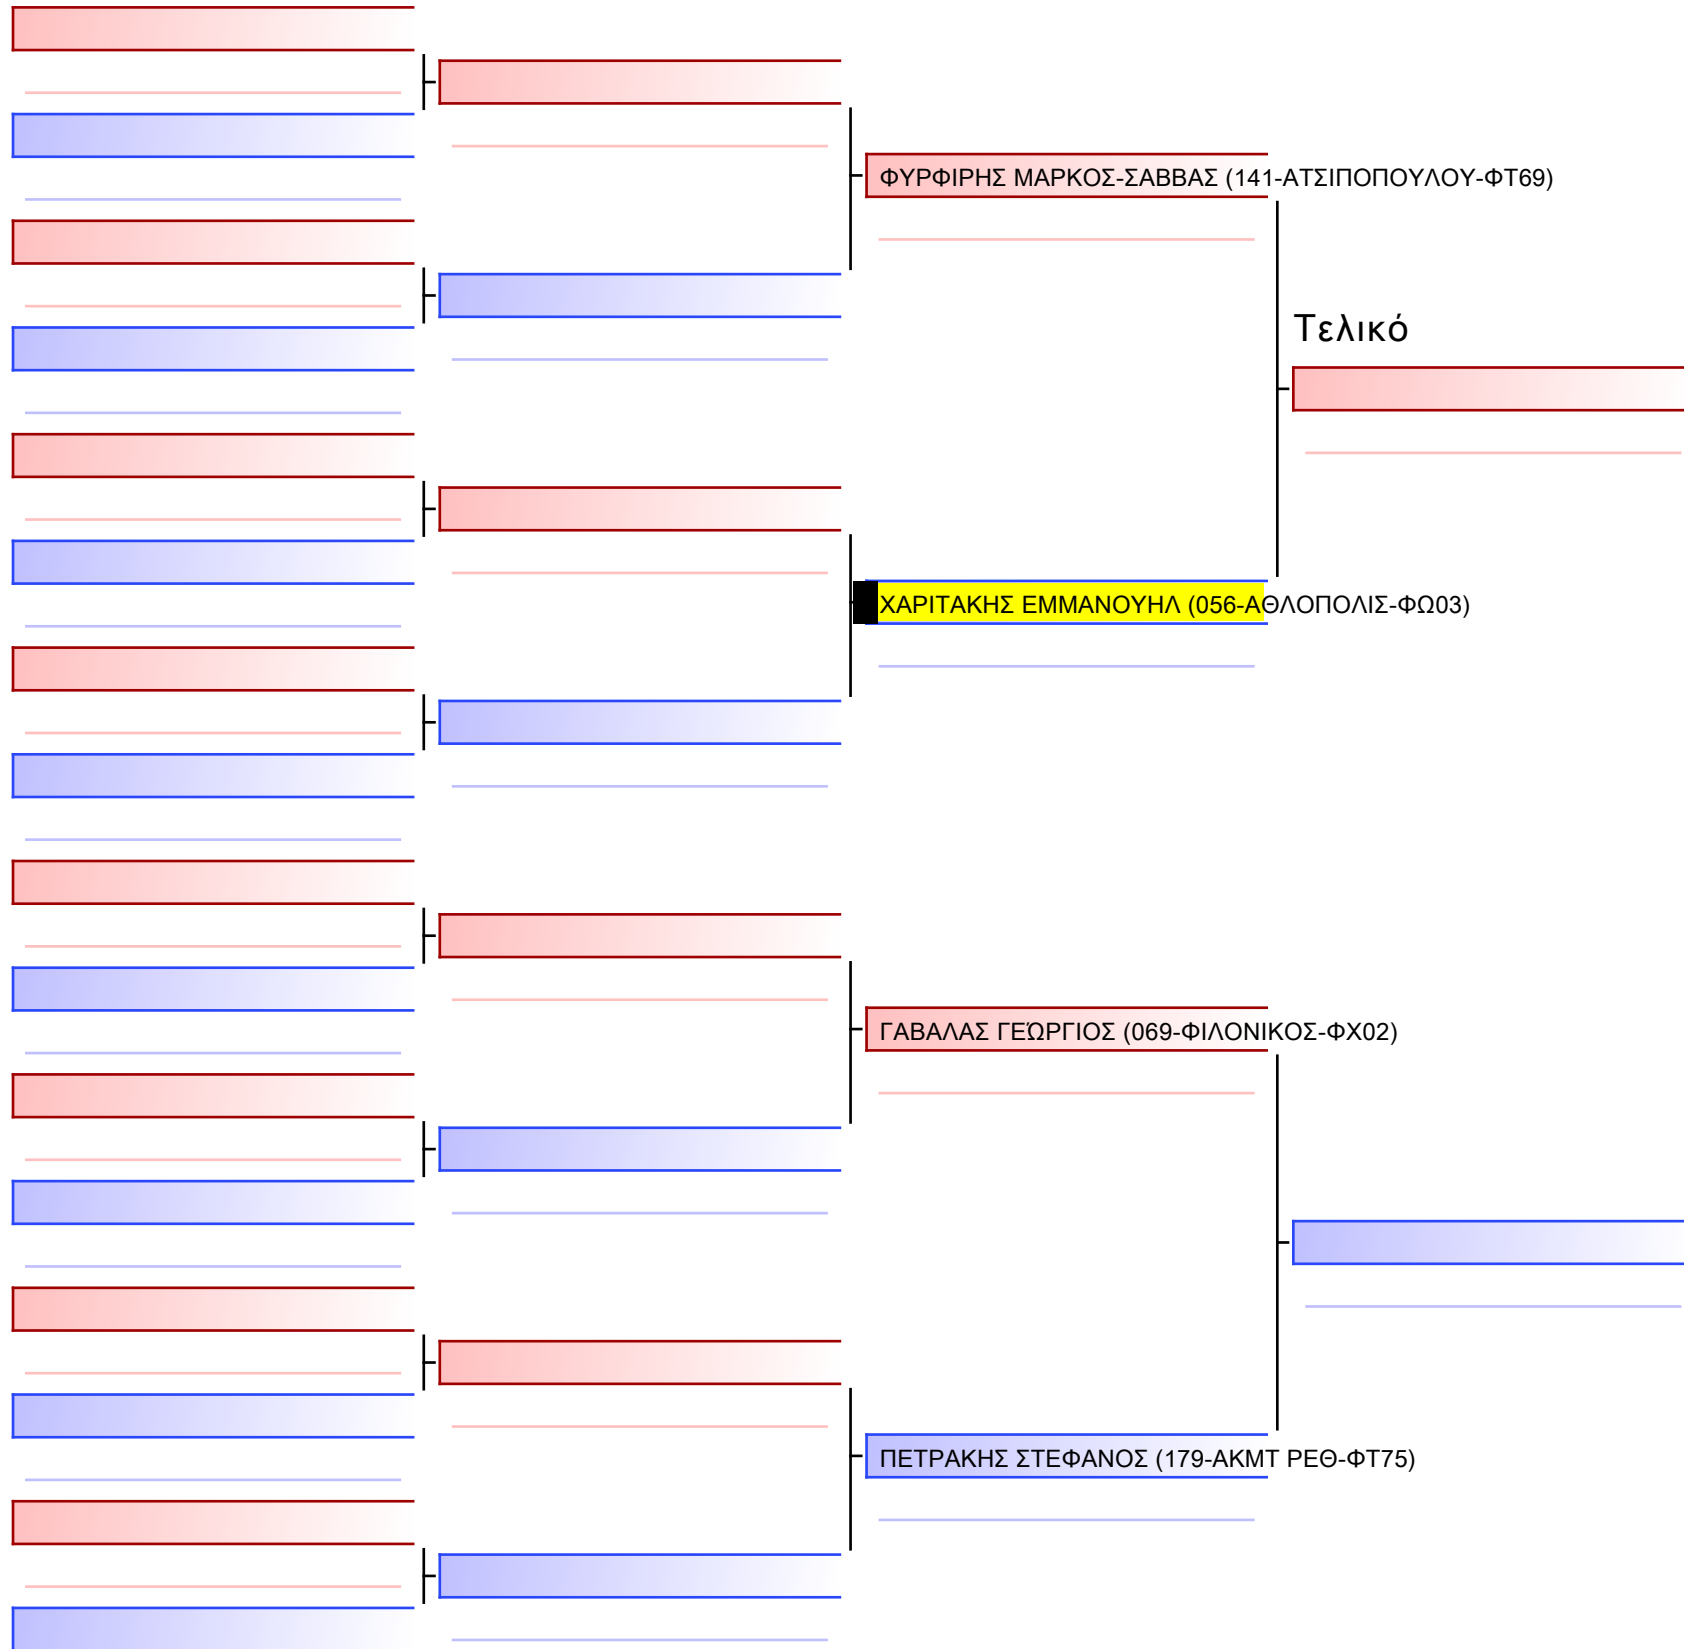 ΦΥΡΦΙΡΗΣ ΜΑΡΚΟΣ-ΣΑΒΒΑΣ (141-ΑΤΣΙΠΟΠΟΥΛΟΥ-ΦΤ69)
Τελικό
ΧΑΡΙΤΑΚΗΣ ΕΜΜΑΝΟΥΗΛ (056-ΑΘΛΟΠΟΛΙΣ-ΦΩ03)
ΓΑΒΑΛΑΣ ΓΕΏΡΓΙΟΣ (069-ΦΙΛΟΝΙΚΟΣ-ΦΧ02)
ΠΕΤΡΑΚΗΣ ΣΤΕΦΑΝΟΣ (179-ΑΚΜΤ ΡΕΘ-ΦΤ75)